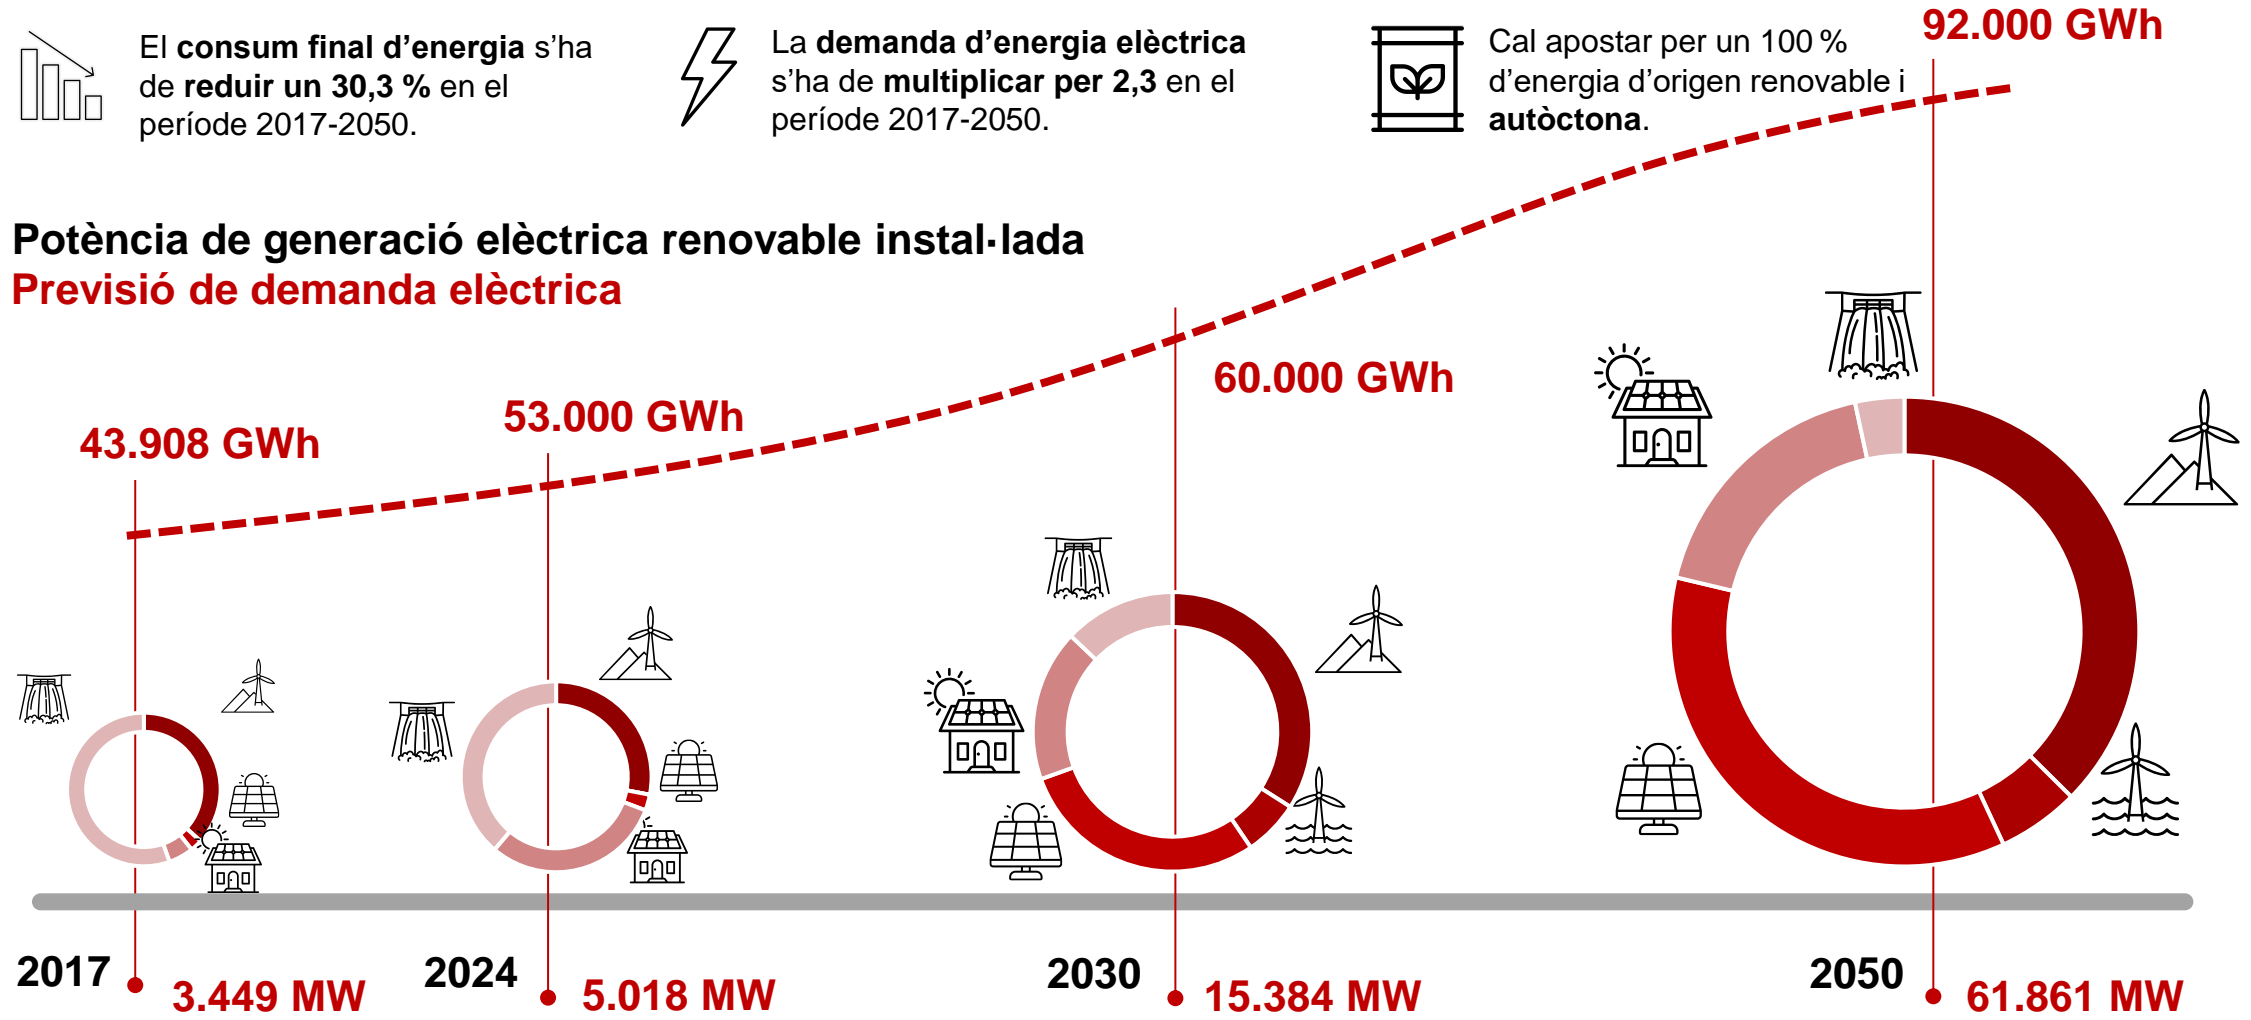 El consum final d’energia s’ha
de reduir un 30,3 % en el
període 2017-2050.
La demanda d’energia elèctrica
s’ha de multiplicar per 2,3 en el
període 2017-2050.
Cal apostar per un 100 %
d’energia d’origen renovable i
autòctona.
92.000 GWh
Potència de generació elèctrica renovable instal·lada
Previsió de demanda elèctrica
43.908 GWh
53.000 GWh
60.000 GWh
2017
3.449 MW
2024
5.018 MW
2030
15.384 MW
2050
61.861 MW